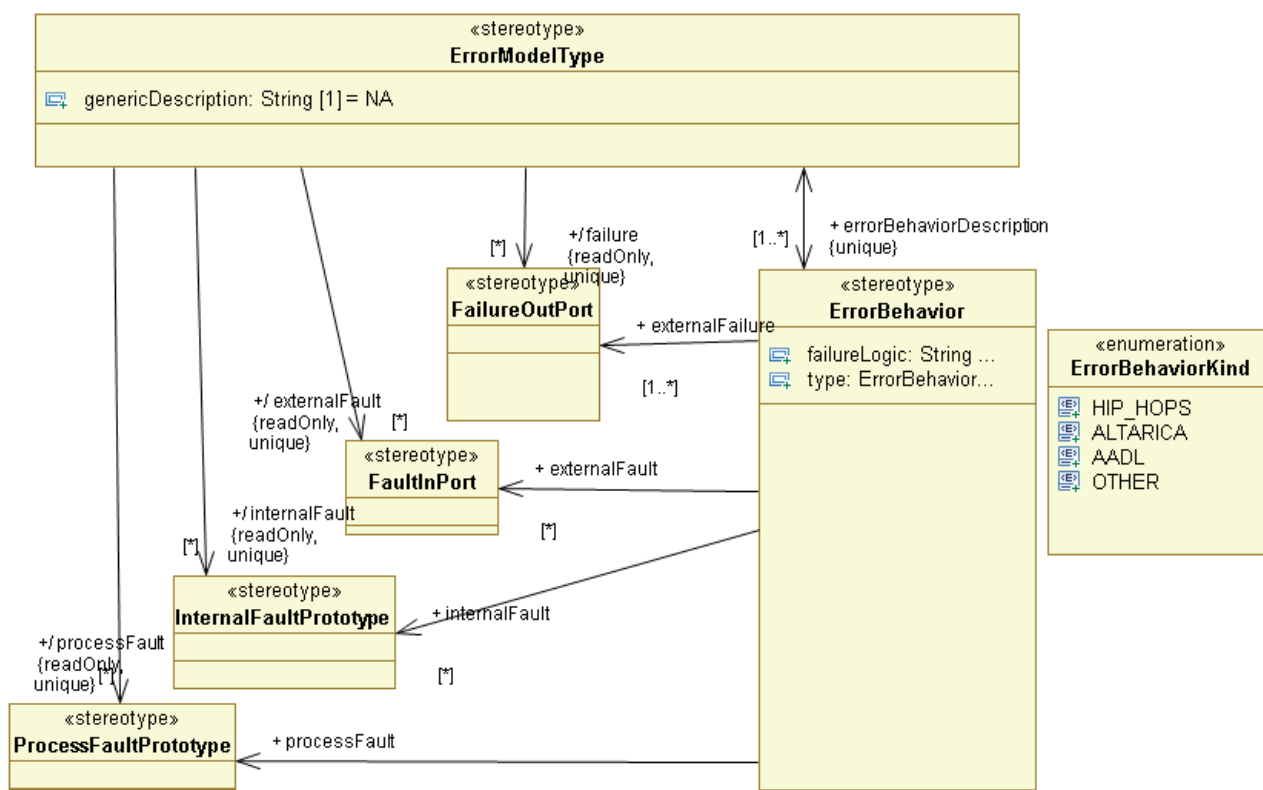 «stereotype»
ErrorModelType
genericDescription: String [1] = NA
+/ failure
{readOnly,
unique}
[*]
+ errorBehaviorDescription
{unique}
[1..*]
«stereotype»
FailureOutPort
«stereotype»
ErrorBehavior
failureLogic: String ...
type: ErrorBehavior...
+ externalFailure
[1..*]
«enumeration»
ErrorBehaviorKind
HIP_HOPS
ALTARICA
AADL
OTHER
+/ externalFault
{readOnly,
unique}
[*]
«stereotype»
FaultInPort
+ externalFault
[*]
+/ internalFault
{readOnly,
unique}
[*]
«stereotype»
InternalFaultPrototype
+ internalFault
[*]
+/ processFault
{readOnly,
unique}
[*]
«stereotype»
ProcessFaultPrototype
+ processFault